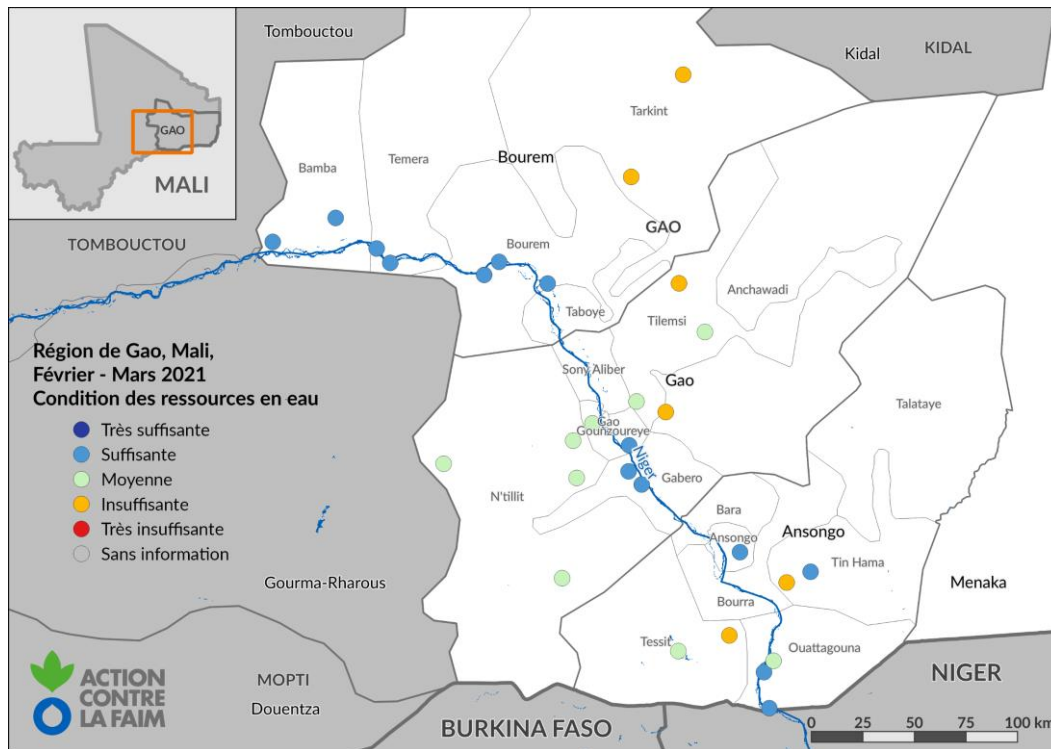 Tombouctou
Kidal
KIDAL
GAO
MALI
Tarkint
Bourem
Temera
Bamba
GAO
TOMBOUCTOU
Bourem
Anchawadi
Taboye
Tilemsi
Région de Gao, Mali,
Février - Mars 2021
Condition des ressources en eau
Très suffisante
Suffisante
Moyenne
Insuffisante
Très insuffisante
Sans information
Sony Aliber
Gao
Talataye
Gao
Gounzoureye
Niger
Gabero
N'tillit
Bara
Ansongo
Ansongo
Tin Hama
Gourma-Rharous
Menaka
Bourra
Tessit
Ouattagouna
ACTION
CONTRE
LA FAIM
MOPTI
Douentza
NIGER
BURKINA FASO
0 25 50 75 100 km